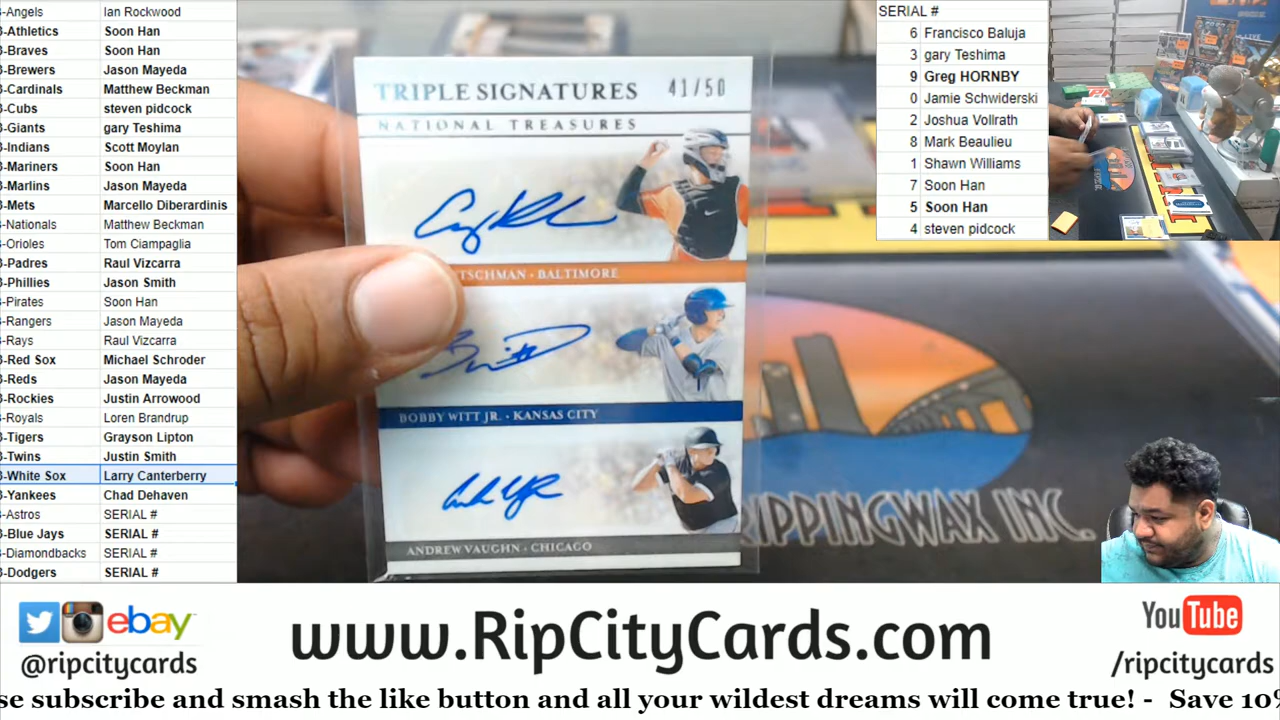 -Angels Ian Rockwood
-Athletics Soon Han
-Braves Soon Han
-Brewers Jason Mayeda
-Cardinals Matthew Beckman
-Cubs steven pidcock
-Giants gary Teshima
-Indians Scott Moylan
-Mariners Soon Han
-Marlins Jason Mayeda
-Mets Marcello Diberardinis
-Nationals Matthew Beckman
-Orioles Tom Ciampaglia
-Padres Raul Vizcarra
-Phillies Jason Smith
-Pirates Soon Han
-Rangers Jason Mayeda
-Rays Raul Vizcarra
-Red Sox Michael Schroder
-Reds Jason Mayeda
-Rockies Justin Arrowood
-Royals Loren Brandrup
-Tigers Grayson Lipton
-Twins Justin Smith
-White Sox Larry Canterberry
-Yankees Chad Dehaven
-Astros SERIAL #
-Blue Jays SERIAL #
-Diamondbacks SERIAL #
-Dodgers SERIAL #
TRIPLE SIGNATURES 41/50
NATIONAL TREASURES
TSCHMAN · BALTIMORE
BOBBY WITT JR. · KANSAS CITY
ANDREW VAUGHN · CHICAGO
SERIAL #
6 Francisco Baluja
3 gary Teshima
9 Greg HORNBY
0 Jamie Schwiderski
2 Joshua Vollrath
8 Mark Beaulieu
1 Shawn Williams
7 Soon Han
5 Soon Han
4 steven pidcock
RIPPINGWAX INC.
ebay
@ripcitycards
www.RipCityCards.com
YouTube
/ripcitycards
se subscribe and smash the like button and all your wildest dreams will come true! - Save 10%